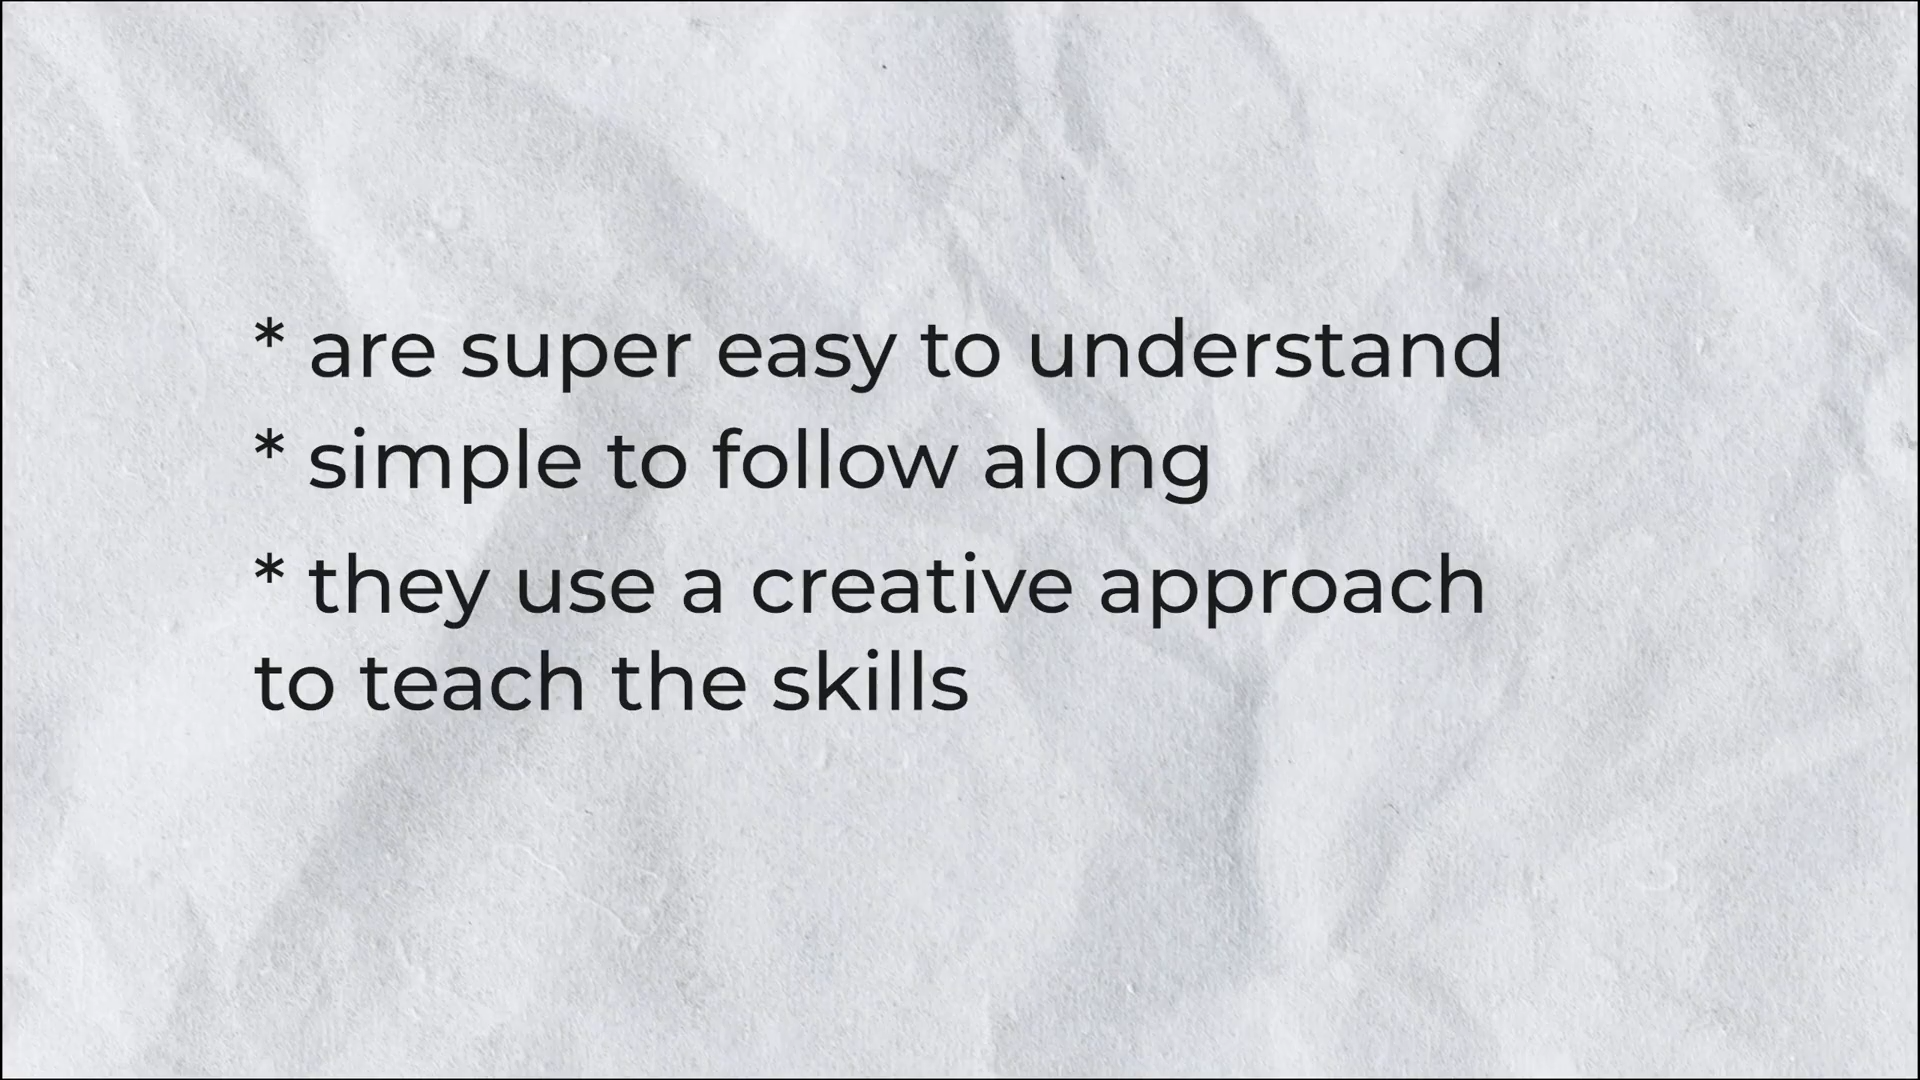 * are super easy to understand
* simple to follow along
* they use a creative approach
to teach the skills